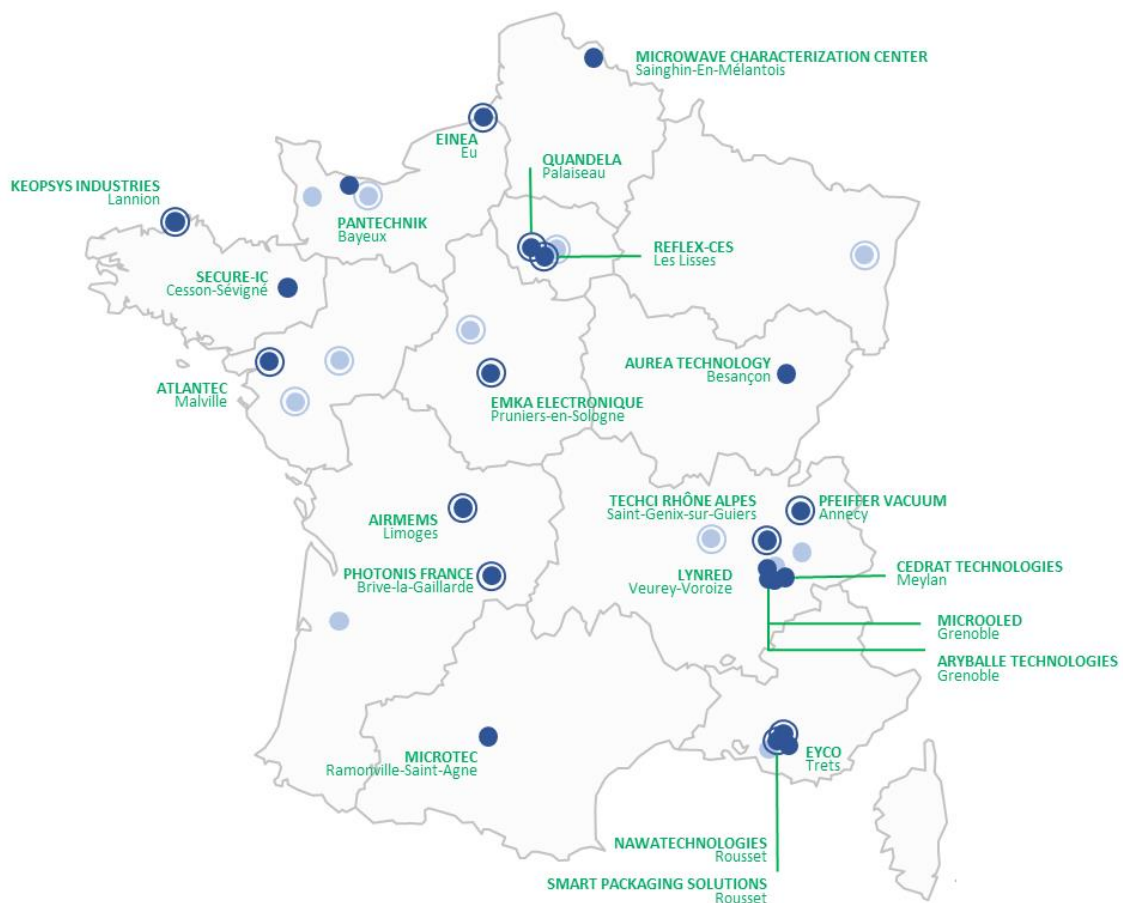 MICROWAVE CHARACTERIZATION CENTER
Sainghin-En-Mélantois
EINEA
Eu
QUANDELA
Palaiseau
KEOPSYS INDUSTRIES
Lannion
PANTECHNIK
Bayeux
REFLEX-CES
Les Lisses
SECURE-IC
Cesson-Sévigné
AUREA TECHNOLOGY
Besançon
ATLANTEC
Malville
EMKA ELECTRONIQUE
Pruniers-en-Sologne
TECHCI RHÔNE ALPES
Saint-Genix-sur-Guiers
PFEIFFER VACUUM
Annecy
AIRMEMS
Limoges
PHOTONIS FRANCE
Brive-la-Gaillarde
LYNRED
Veurey-Voroize
CEDRAT TECHNOLOGIES
Meylan
MICROOLED
Grenoble
ARYBALLE TECHNOLOGIES
Grenoble
MICROTEC
Ramonville-Saint-Agne
EYCO
Trets
NAWATECHNOLOGIES
Rousset
SMART PACKAGING SOLUTIONS
Rousset